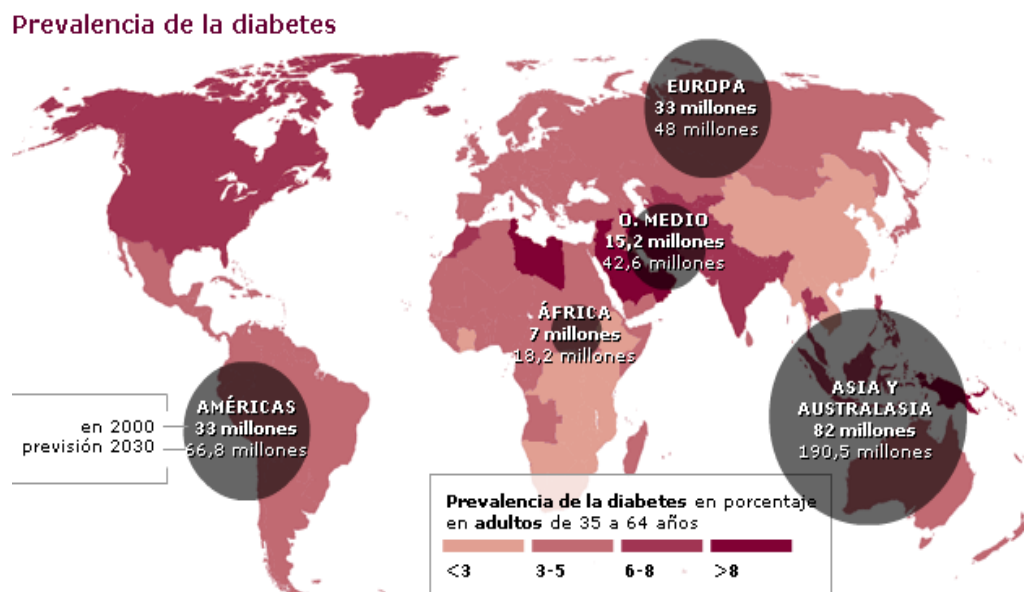 Prevalencia de la diabetes
EUROPA
33 millones
48 millones
O. MEDIO
15,2 millones
42,6 millones
ÁFRICA
7 millones
18,2 millones
AMÉRICAS
33 millones
66,8 millones
en 2000
previsión 2030
ASIA Y
AUSTRALASIA
82 millones
190,5 millones
Prevalencia de la diabetes en porcentaje
en adultos de 35 a 64 años
<3 3-5 6-8 >8